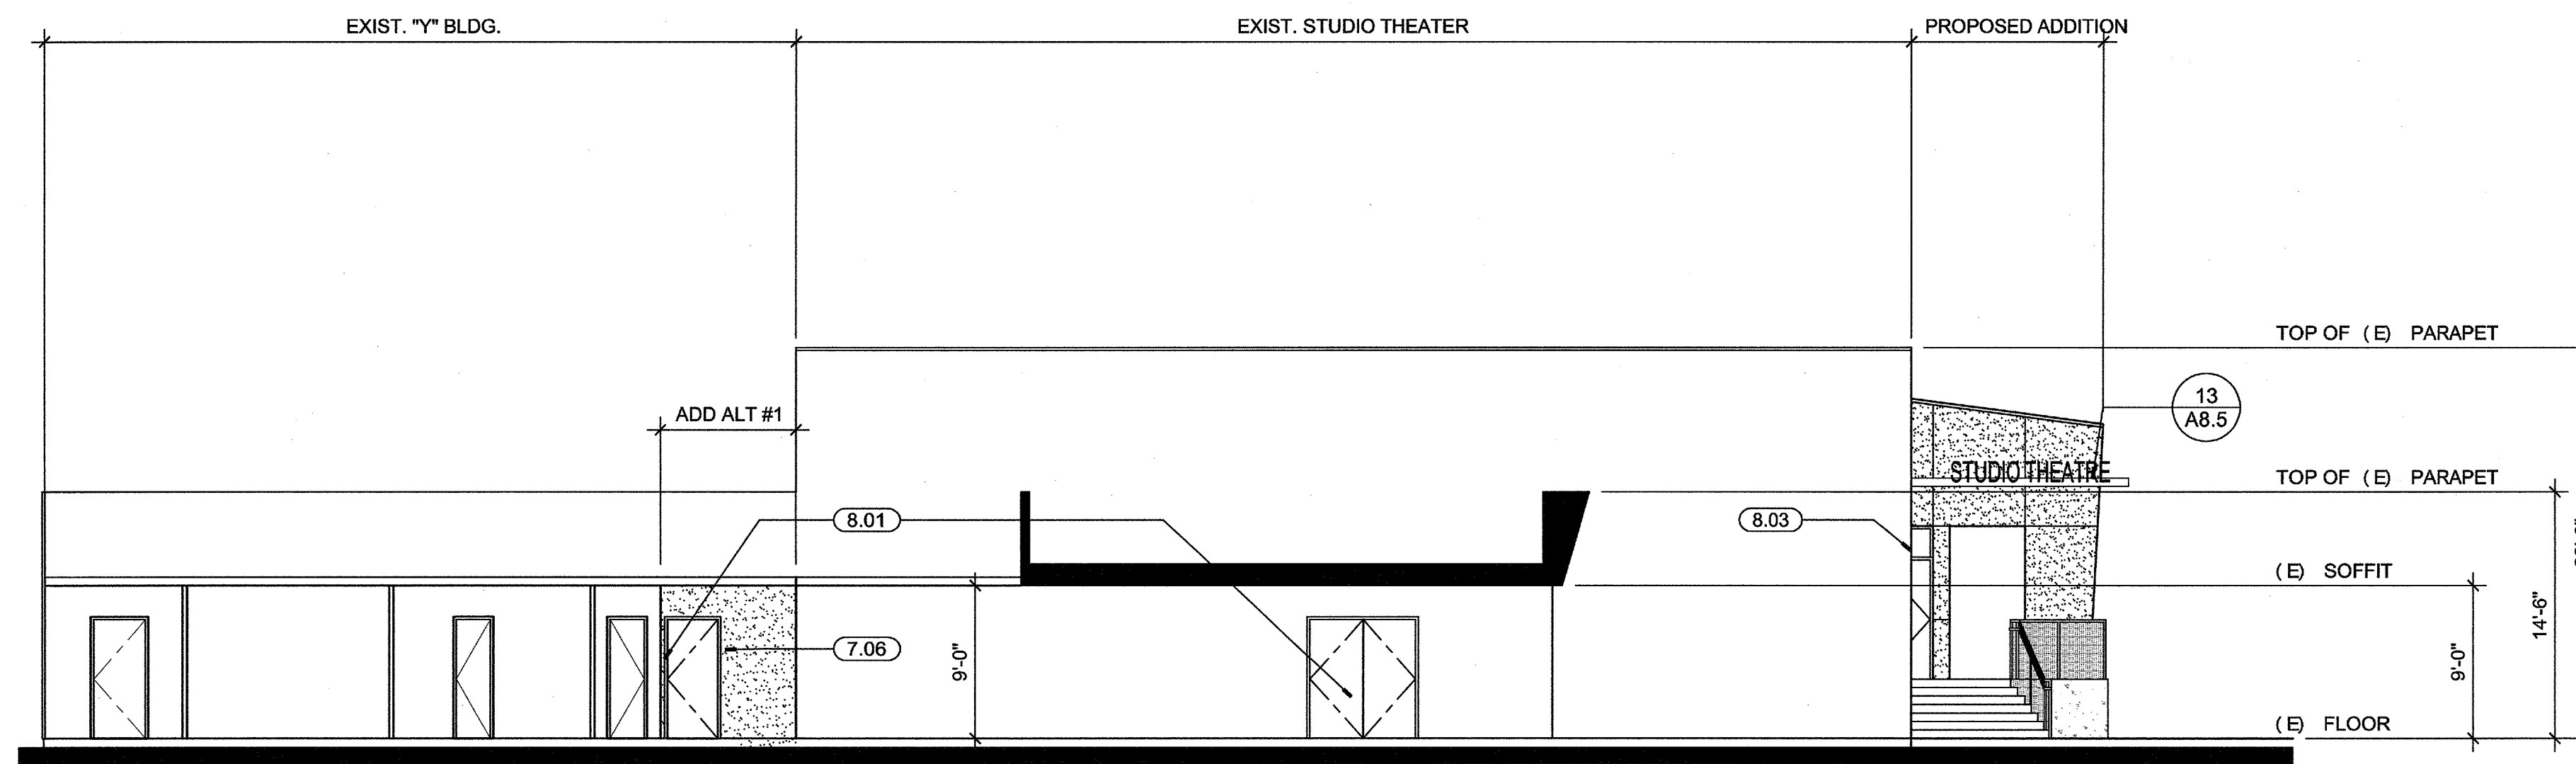 EXIST. "Y" BLDG.
EXIST. STUDIO THEATER
PROPOSED ADDITION
TOP OF (E) PARAPET
13
A8.5
ADD ALT #1
STUDIO THEATRE
TOP OF (E) PARAPET
8.01
8.03
(E) SOFFIT
14'-6"
7.06
9'-0"
9'-0"
(E) FLOOR